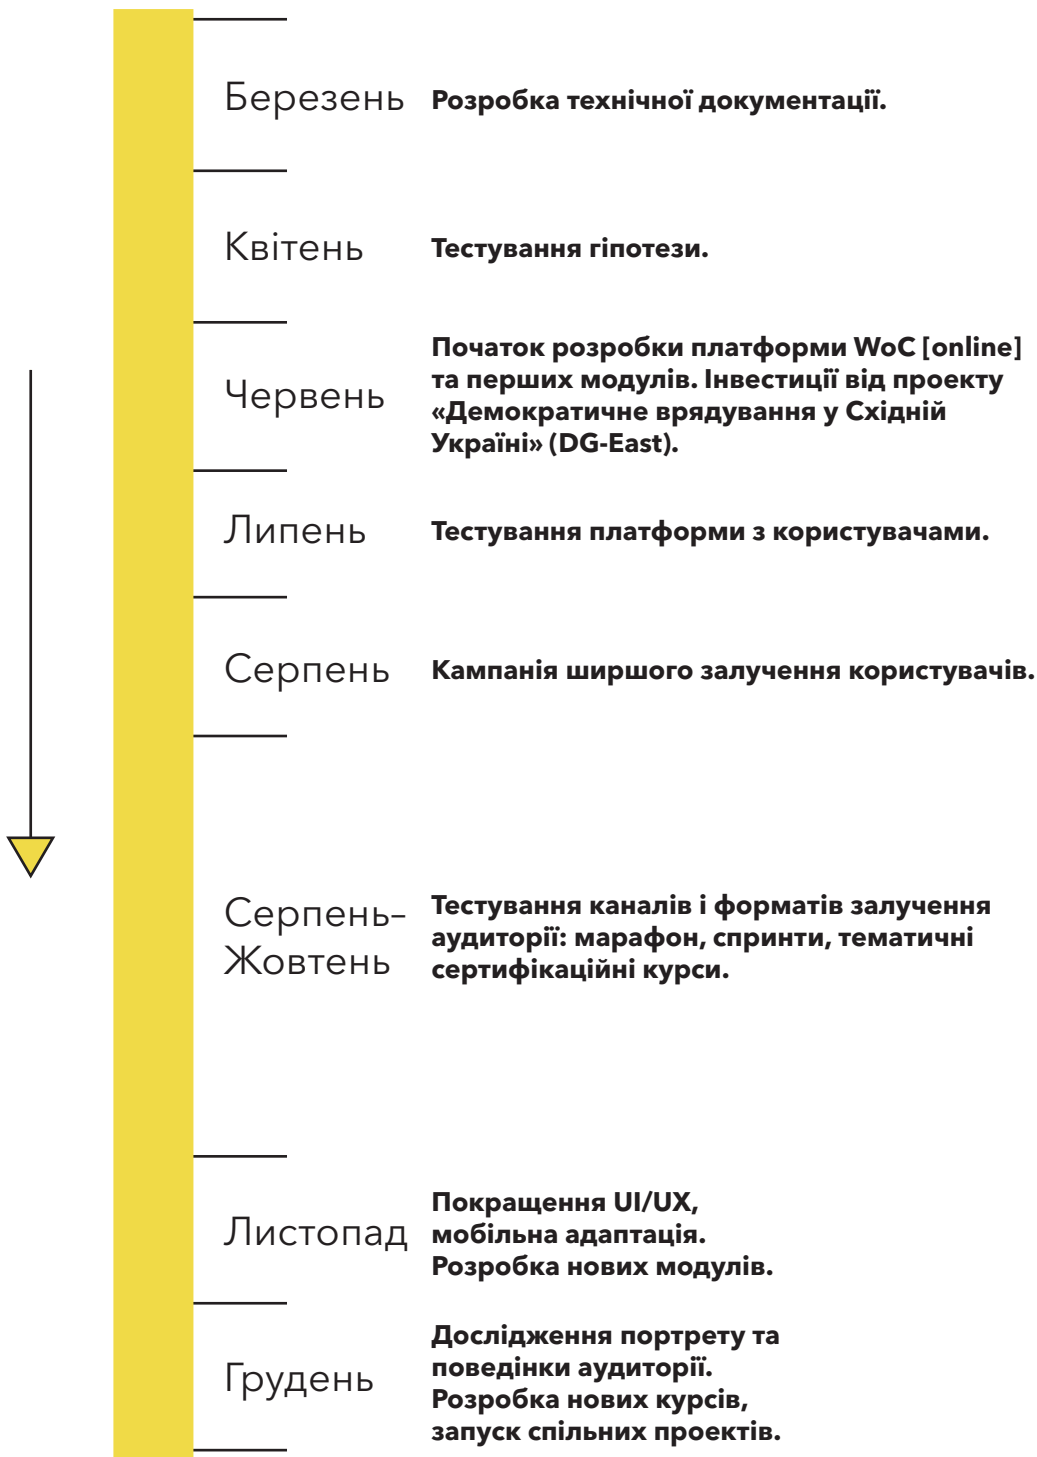 Березень
Розробка технічної документації.
Квітень
Тестування гіпотези.
Червень
Початок розробки платформи WoC [online]
та перших модулів. Інвестиції від проекту
«Демократичне врядування у Східній
Україні» (DG-East).
Липень
Тестування платформи з користувачами.
Серпень
Кампанія ширшого залучення користувачів.
Серпень–
Жовтень
Тестування каналів і форматів залучення
аудиторії: марафон, спринти, тематичні
сертифікаційні курси.
Листопад
Покращення UI/UX,
мобільна адаптація.
Розробка нових модулів.
Грудень
Дослідження портрету та
поведінки аудиторії.
Розробка нових курсів,
запуск спільних проектів.